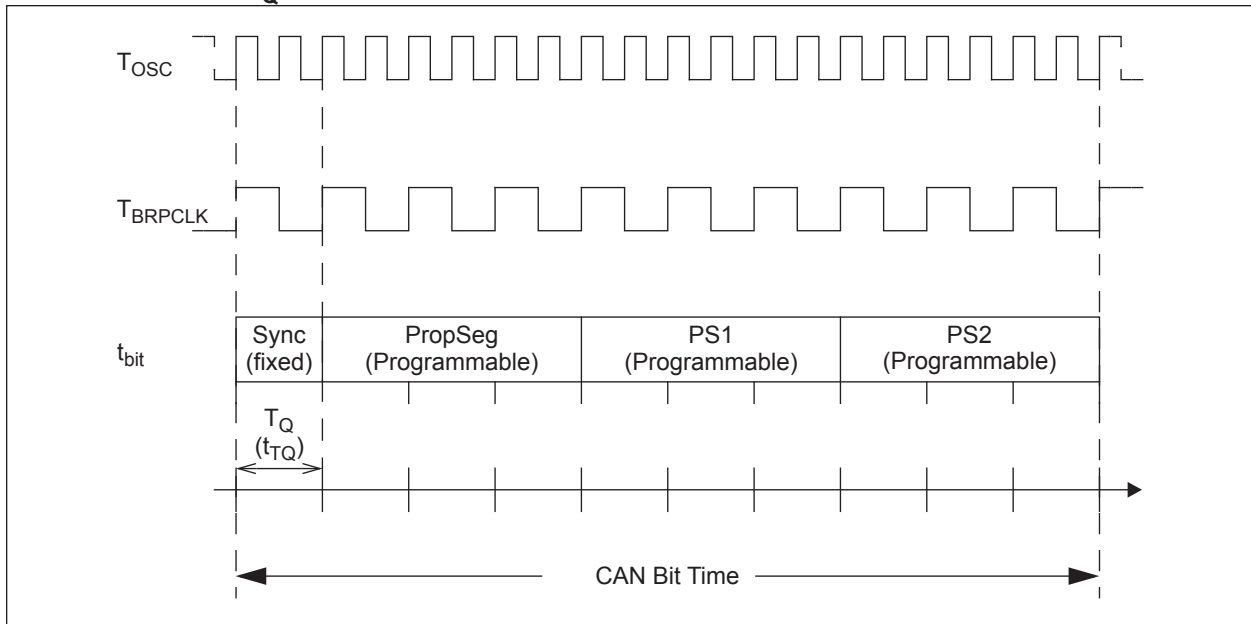 Q
TOSC
TBRPCLK
tbit
Sync
(fixed)
PropSeg
(Programmable)
PS1
(Programmable)
PS2
(Programmable)
TQ
(tTQ)
CAN Bit Time